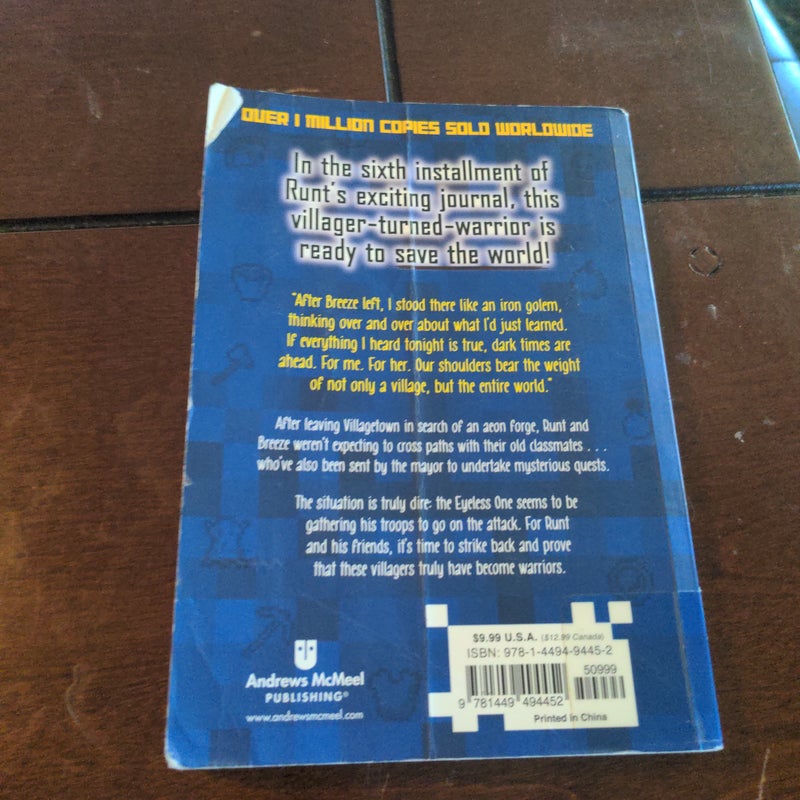 OVER 1 MILLION COPIES SOLD WORLDWIDE
In the sixth installment of
Runt's exciting journal, this
villager-turned-warrior is
ready to save the world!
"After Breeze left, I stood there like an iron golem,
thinking over and over about what I'd just learned.
If everything I heard tonight is true, dark times are
ahead. For me. For her. Our shoulders bear the weight
of not only a village, but the entire world."
After leaving Villagetown in search of an aeon forge, Runt and
Breeze weren't expecting to cross paths with their old classmates . . .
who've also been sent by the mayor to undertake mysterious quests.
The situation is truly dire: the Eyeless One seems to be
gathering his troops to go on the attack. For Runt
and his friends, it's time to strike back and prove
that these villagers truly have become warriors.
Andrews McMeel
PUBLISHING®
www.andrewsmcmeel.com
$9.99 U.S.A. ($12.99 Canada)
ISBN: 978-1-4494-9445-2
50999
9 781449 494452
Printed in China